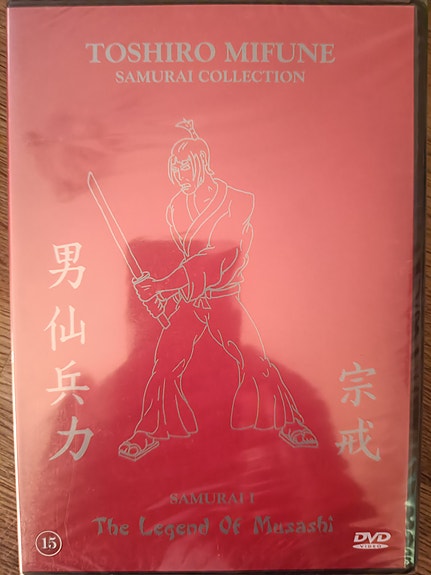 TOSHIRO MIFUNE
SAMURAI COLLECTION
男仙兵力
宗戒
SAMURAI I
The Legend Of Musashi
15
DVD
VIDEO